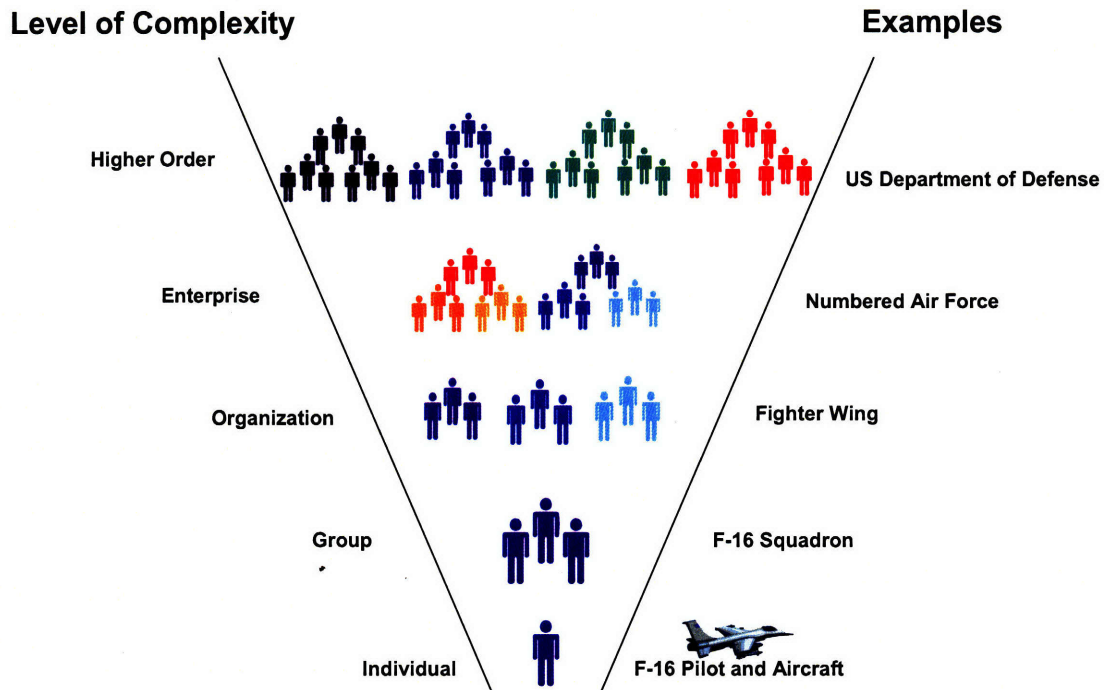 Level of Complexity
Examples
Higher Order
US Department of Defense
Enterprise
Numbered Air Force
Organization
Fighter Wing
Group
F-16 Squadron
Individual
F-16 Pilot and Aircraft